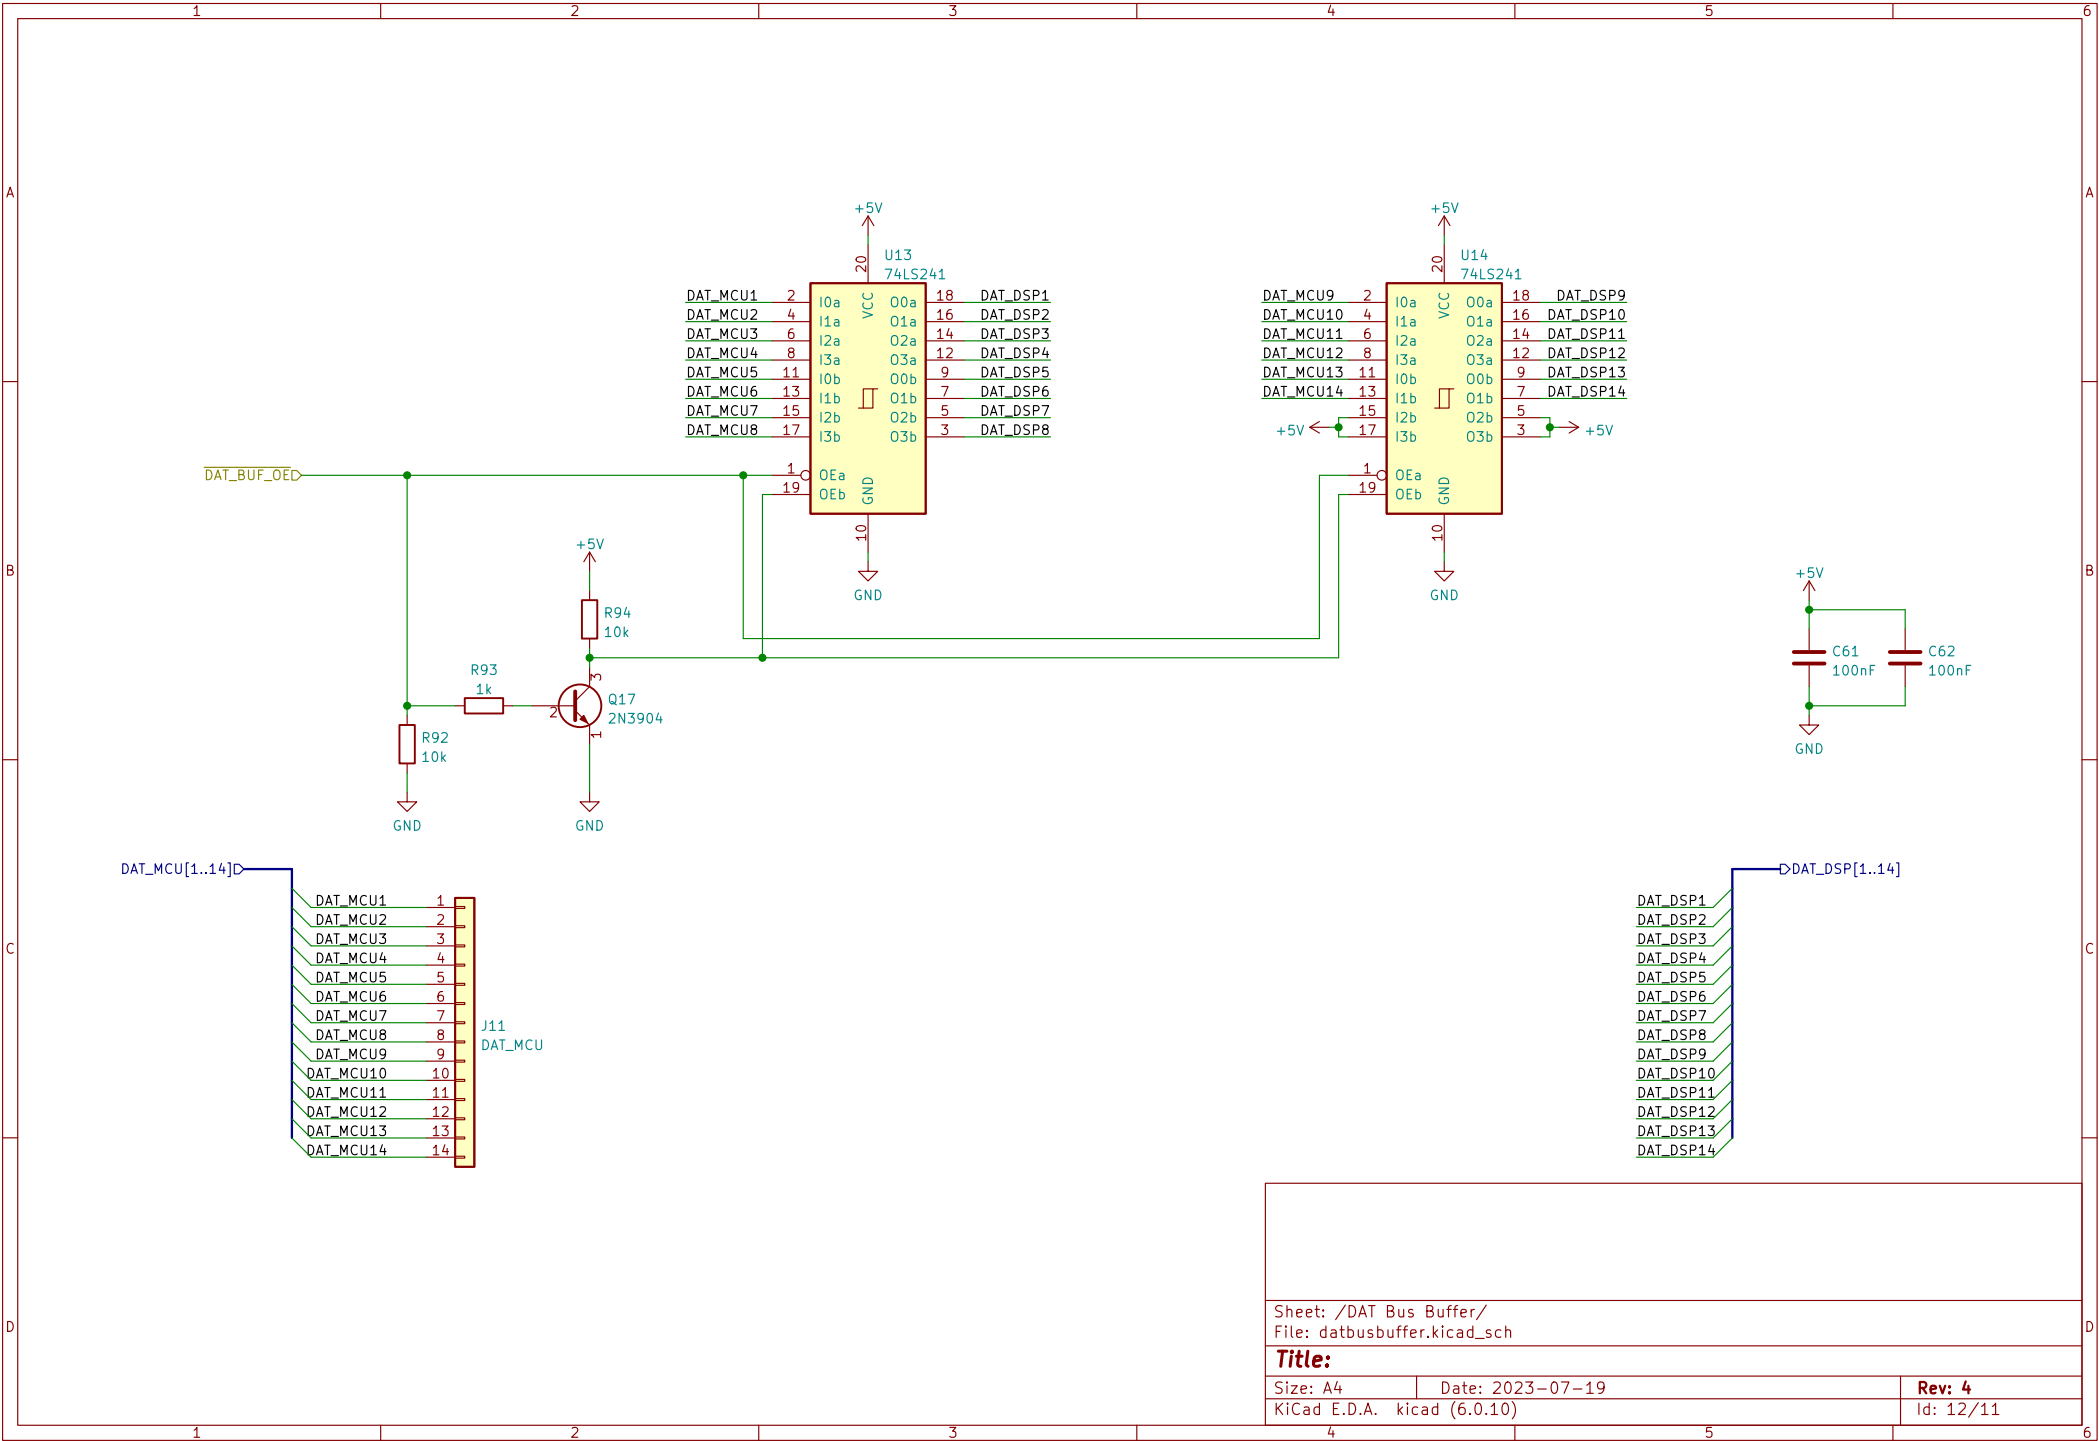 1 2 3 4 5 6
A A
+5V
U13
74LS241
20
VCC
GND
10
GND
DAT_MCU1 2 I0a O0a 18 DAT_DSP1
DAT_MCU2 4 I1a O1a 16 DAT_DSP2
DAT_MCU3 6 I2a O2a 14 DAT_DSP3
DAT_MCU4 8 I3a O3a 12 DAT_DSP4
DAT_MCU5 11 I0b O0b 9 DAT_DSP5
DAT_MCU6 13 I1b O1b 7 DAT_DSP6
DAT_MCU7 15 I2b O2b 5 DAT_DSP7
DAT_MCU8 17 I3b O3b 3 DAT_DSP8
1 OEa
19 OEb
+5V
U14
74LS241
20
VCC
GND
10
GND
DAT_MCU9 2 I0a O0a 18 DAT_DSP9
DAT_MCU10 4 I1a O1a 16 DAT_DSP10
DAT_MCU11 6 I2a O2a 14 DAT_DSP11
DAT_MCU12 8 I3a O3a 12 DAT_DSP12
DAT_MCU13 11 I0b O0b 9 DAT_DSP13
DAT_MCU14 13 I1b O1b 7 DAT_DSP14
15 I2b O2b 5
+5V +5V
17 I3b O3b 3
1 OEa
19 OEb
DAT_BUF_OE
B B
+5V
R94
10k
R93
1k
3
2
1
Q17
2N3904
R92
10k
GND GND
+5V
C61
100nF
C62
100nF
GND
DAT_MCU[1..14]
DAT_MCU1 1
DAT_MCU2 2
DAT_MCU3 3
DAT_MCU4 4
DAT_MCU5 5
DAT_MCU6 6
DAT_MCU7 7
DAT_MCU8 8
DAT_MCU9 9
DAT_MCU10 10
DAT_MCU11 11
DAT_MCU12 12
DAT_MCU13 13
DAT_MCU14 14
J11
DAT_MCU
C C
DAT_DSP[1..14]
DAT_DSP1
DAT_DSP2
DAT_DSP3
DAT_DSP4
DAT_DSP5
DAT_DSP6
DAT_DSP7
DAT_DSP8
DAT_DSP9
DAT_DSP10
DAT_DSP11
DAT_DSP12
DAT_DSP13
DAT_DSP14
D D
Sheet: /DAT Bus Buffer/
File: datbusbuffer.kicad_sch
Title:
Size: A4 Date: 2023-07-19 Rev: 4
KiCad E.D.A. kicad (6.0.10) Id: 12/11
1 2 3 4 5 6